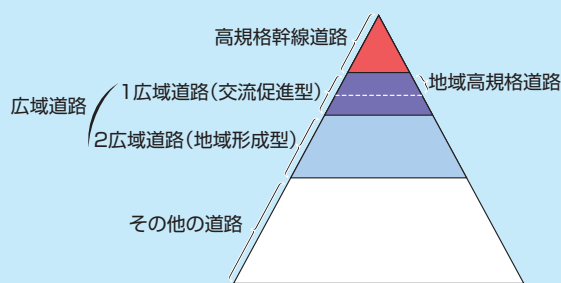 高規格幹線道路
地域高規格道路
1広域道路(交流促進型)
広域道路
2広域道路(地域形成型)
その他の道路